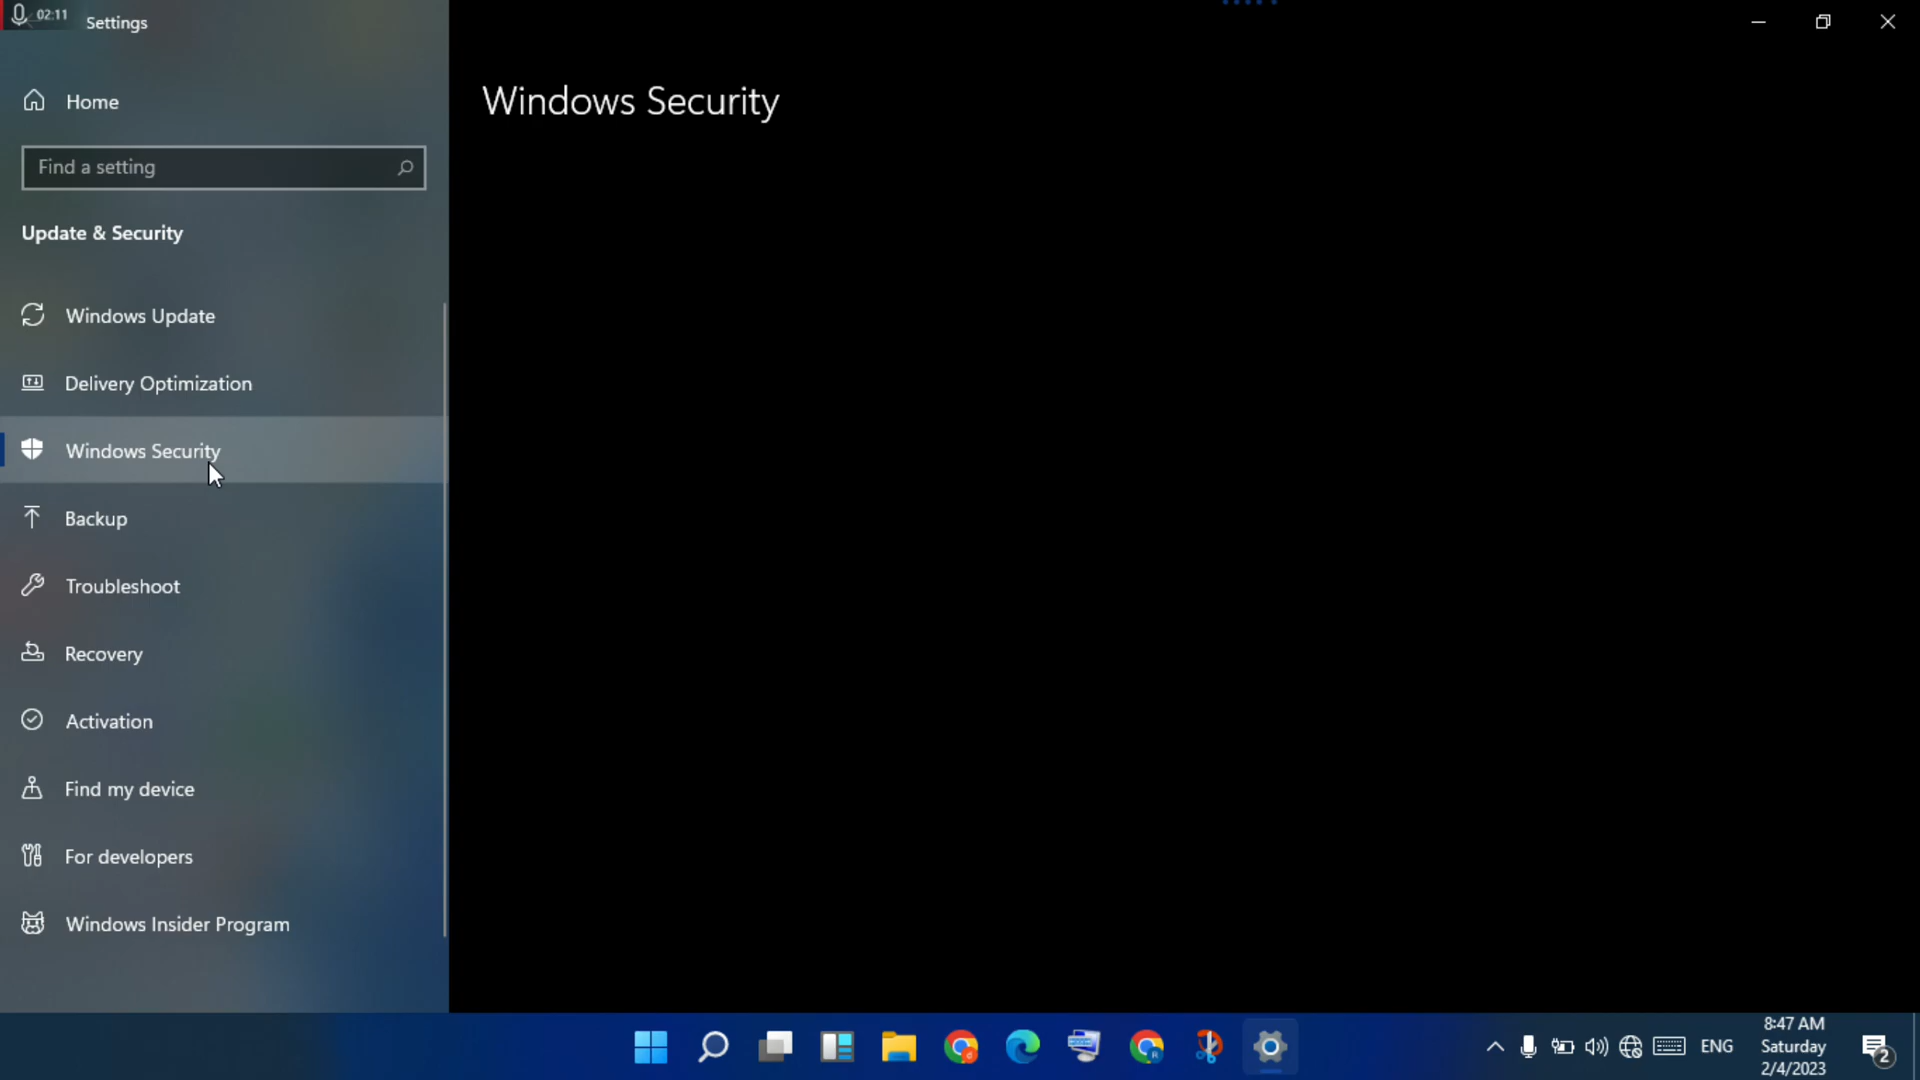 02:11
Settings
Home
Find a setting
Update & Security
Windows Update
Delivery Optimization
Windows Security
Backup
Troubleshoot
Recovery
Activation
Find my device
For developers
Windows Insider Program
Windows Security
ENG
8:47 AM
Saturday
2/4/2023
2